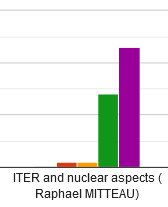 ITER and nuclear aspects (
Raphael MITTEAU)